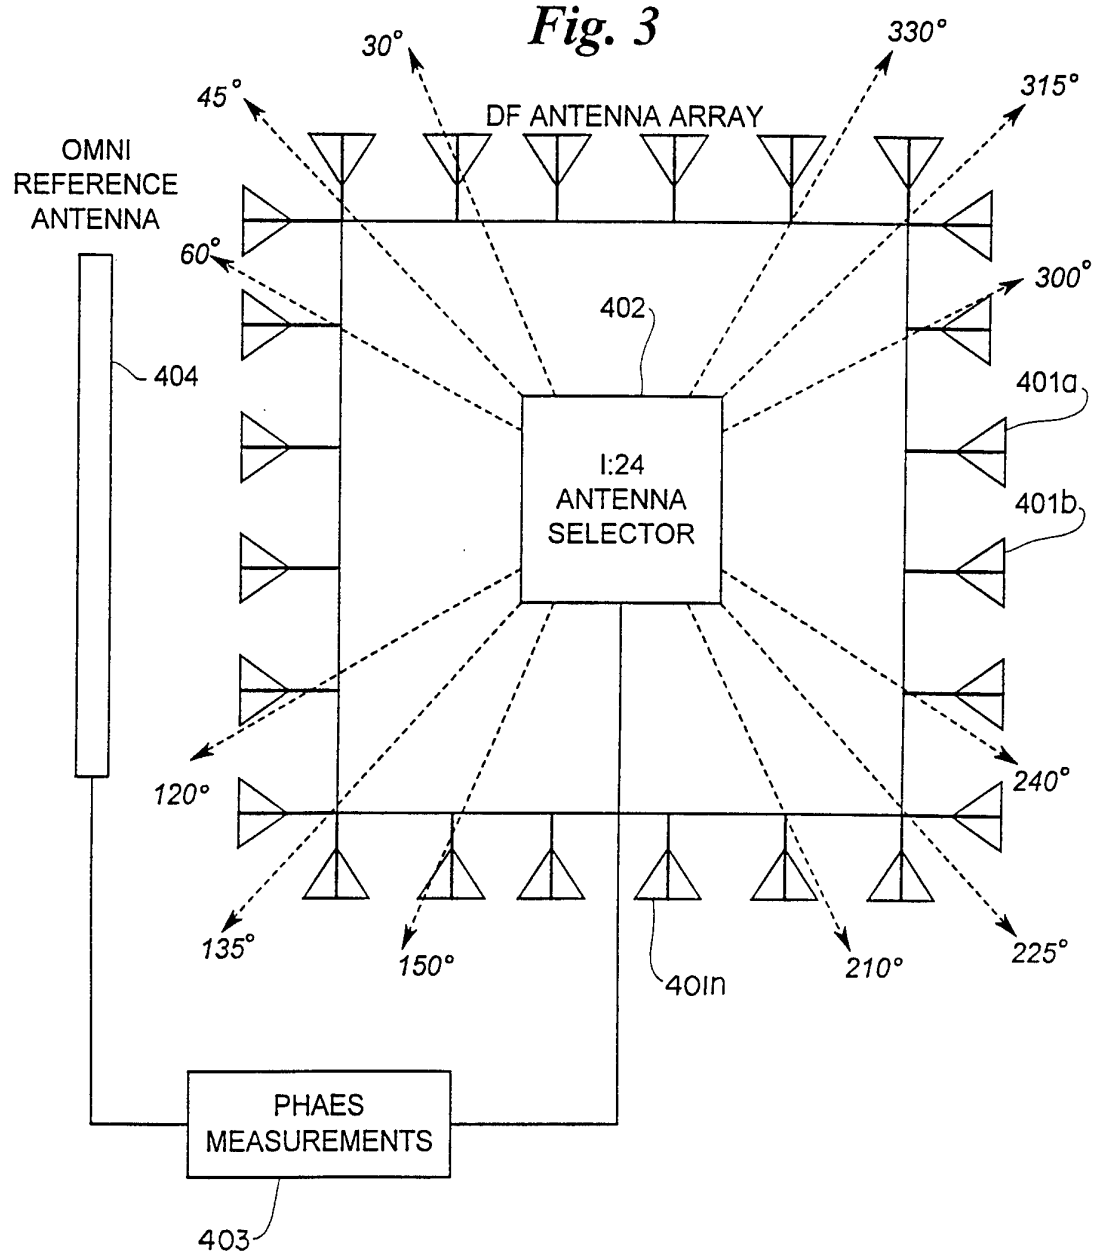 Fig. 3
30°
330°
45°
315°
DF ANTENNA ARRAY
OMNI
REFERENCE
ANTENNA
60°
300°
402
404
401a
I:24
ANTENNA
SELECTOR
401b
120°
240°
135°
150°
210°
225°
401n
PHAES
MEASUREMENTS
403